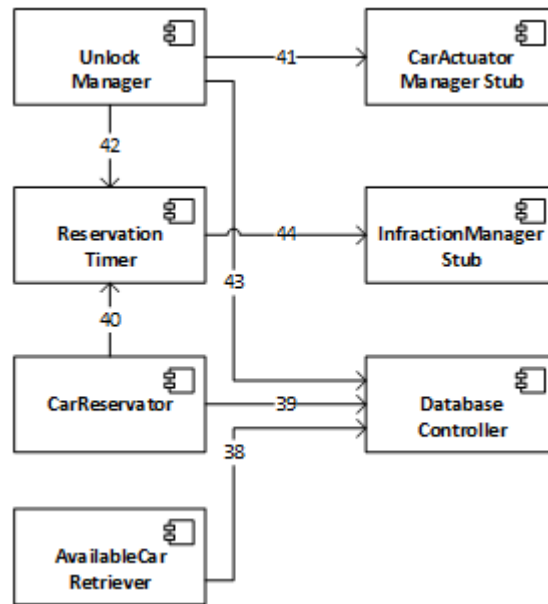 Unlock
Manager
41
CarActuator
Manager Stub
42
Reservation
Timer
44
InfractionManager
Stub
43
40
CarReservator
39
Database
Controller
38
AvailableCar
Retriever